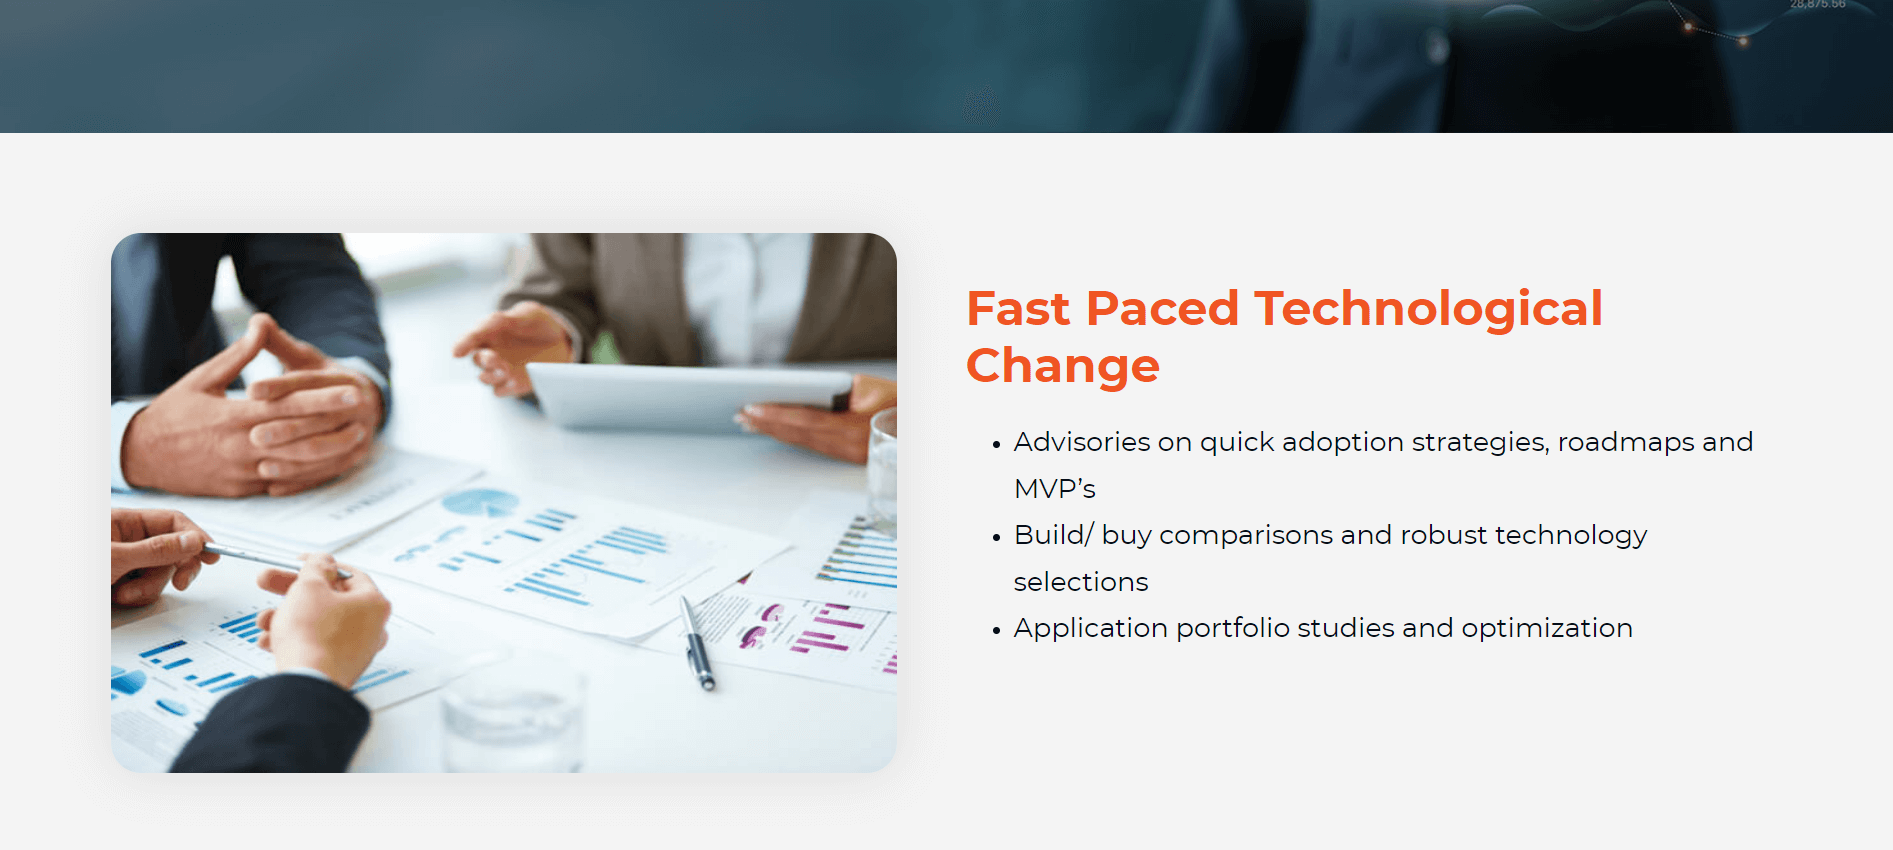 28,875.56
Fast Paced Technological
Change
• Advisories on quick adoption strategies, roadmaps and
MVP’s
• Build/ buy comparisons and robust technology
selections
• Application portfolio studies and optimization